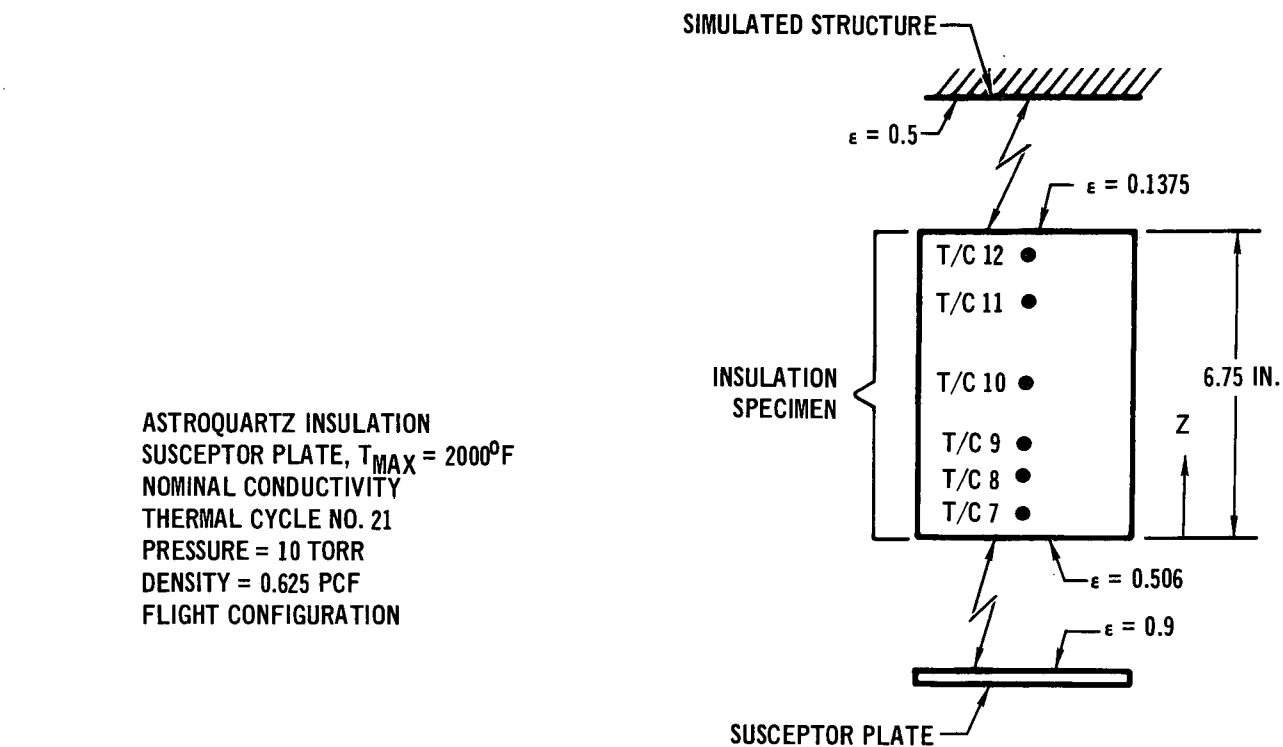 SIMULATED STRUCTURE
ε = 0.5
ε = 0.1375
T/C 12
T/C 11
INSULATION
SPECIMEN
T/C 10
6.75 IN.
Z
T/C 9
T/C 8
T/C 7
ASTROQUARTZ INSULATION
SUSCEPTOR PLATE, TMAX = 2000⁰F
NOMINAL CONDUCTIVITY
THERMAL CYCLE NO. 21
PRESSURE = 10 TORR
DENSITY = 0.625 PCF
FLIGHT CONFIGURATION
ε = 0.506
ε = 0.9
SUSCEPTOR PLATE